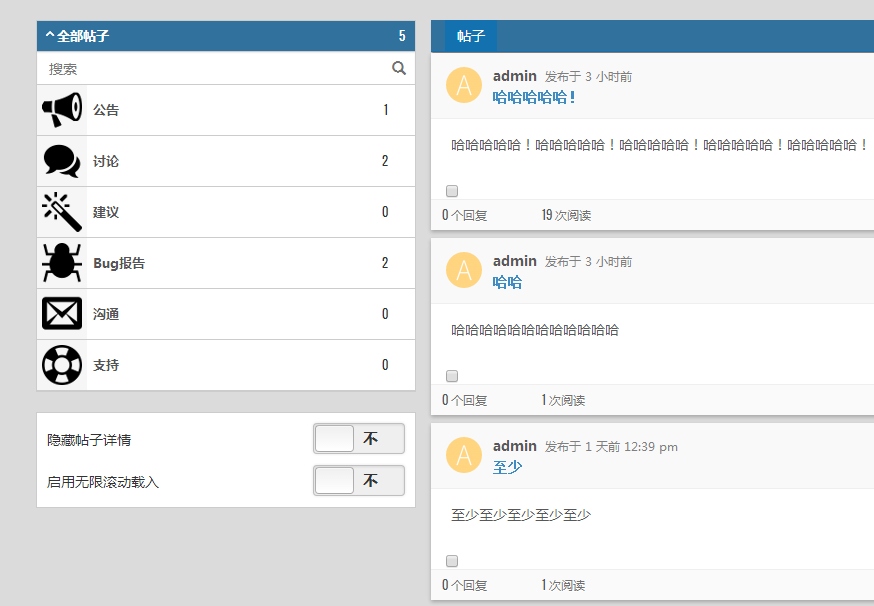 全部帖子 5
搜索
公告 1
讨论 2
建议 0
Bug报告 2
沟通 0
支持 0
隐藏帖子详情 不
启用无限滚动载入 不
帖子
A
admin 发布于 3 小时前
哈哈哈哈哈！
哈哈哈哈哈！哈哈哈哈哈！哈哈哈哈哈！哈哈哈哈哈！哈哈哈哈哈！
0 个回复 19 次阅读
A
admin 发布于 3 小时前
哈哈
哈哈哈哈哈哈哈哈哈哈哈哈
0 个回复 1 次阅读
A
admin 发布于 1 天前 12:39 pm
至少
至少至少至少至少至少
0 个回复 1 次阅读